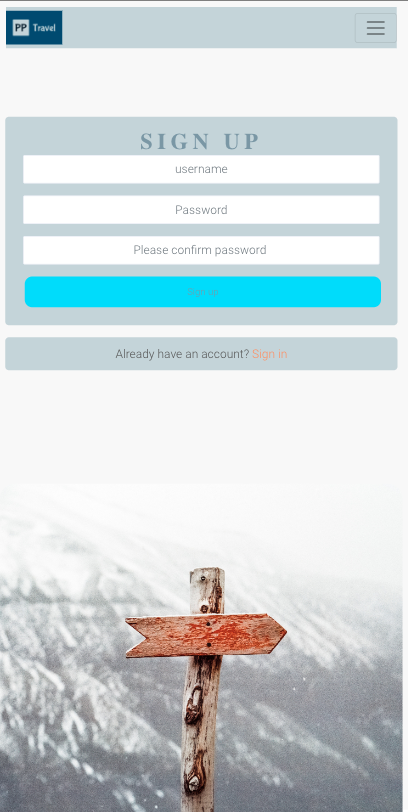 PP Travel
SIGN UP
username
Password
Please confirm password
Sign up
Already have an account? Sign in